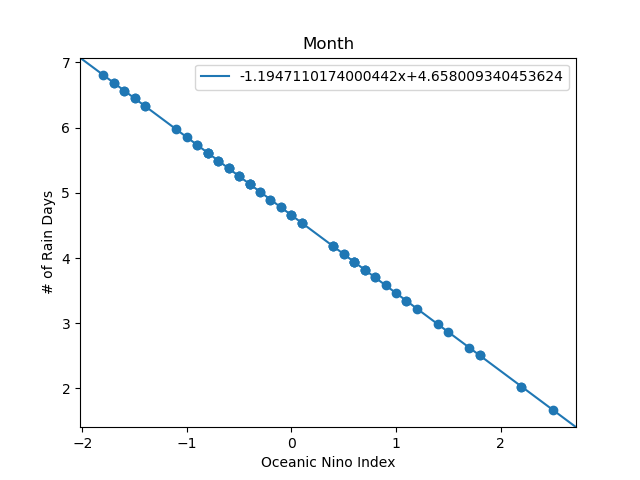 Month
-1.1947110174000442x+4.658009340453624
7
6
5
4
3
2
# of Rain Days
−2
−1
0
1
2
Oceanic Nino Index